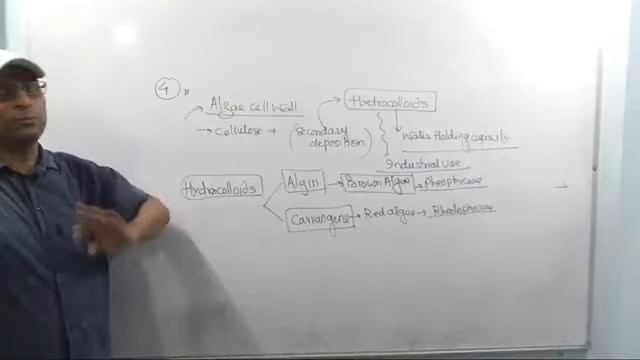 4
Algae cell wall
Hydrocolloids
→ Cellulose + (Secondary deposition)
Water Holding capacity
Industrial Use
Hydrocolloids
Algin → Brown Algae → Pheophyceae
Carrangene → Red algae → Rhodophyceae